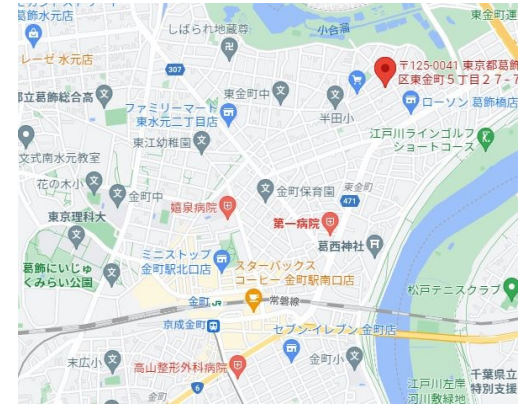 葛飾水元店
小合溜
東金町運
しばられ地蔵尊
レーゼ 水元店
307
東金町中
〒125-0041 東京都葛飾
区東金町5丁目27-7
都立葛飾総合高
ファミリーマート
東水元二丁目店
半田小
ローソン 葛飾橋店
東江幼稚園
江戸川ラインゴルフ
ショートコース
文式南水元教室
花の木小
金町中
金町保育園
東金町
471
東京理科大
嬉泉病院
第一病院
葛西神社
ミニストップ
金町駅北口店
スターバックス
コーヒー 金町駅南口店
葛飾にいじゅ
くみらい公園
松戸テニスクラブ
金町
JR
常磐線
京成金町
セブン-イレブン 金町店
末広小
高山整形外科病院
金町小
6
金町
江戸川左岸
河川敷緑地
千葉県立
特別支援